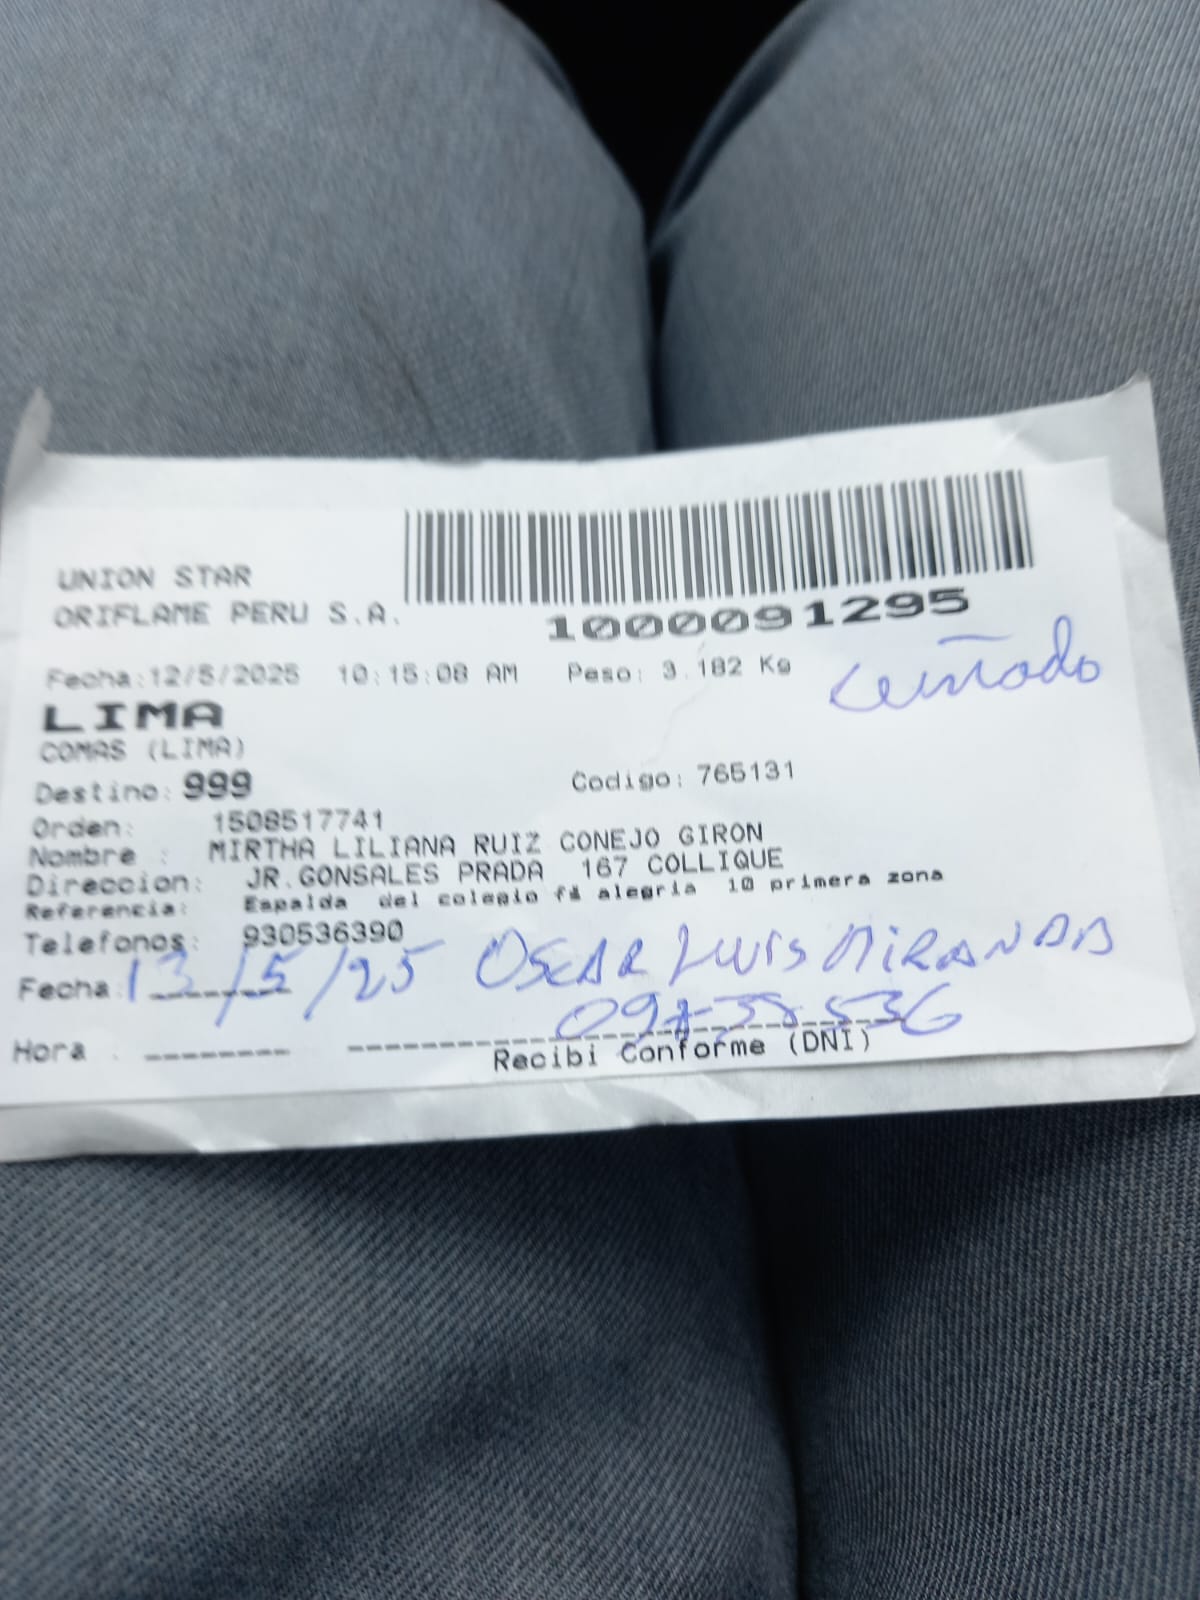 UNION STAR
ORIFLAME PERU S.A.
1000091295
Fecha:12/5/2025 10:15:08 AM Peso: 3.182 Kg
Cuñado
LIMA
COMAS (LIMA)
Destino: 999 Codigo: 765131
Orden: 1508517741
Nombre : MIRTHA LILIANA RUIZ CONEJO GIRON
Direccion: JR.GONSALES PRADA 167 COLLIQUE
Referencia: Espalda del colegio fé alegria 10 primera zona
Telefonos: 930536390
Fecha: 13/5/25 OSCAR LUIS MIRANDA
Hora :
Recibi Conforme (DNI)